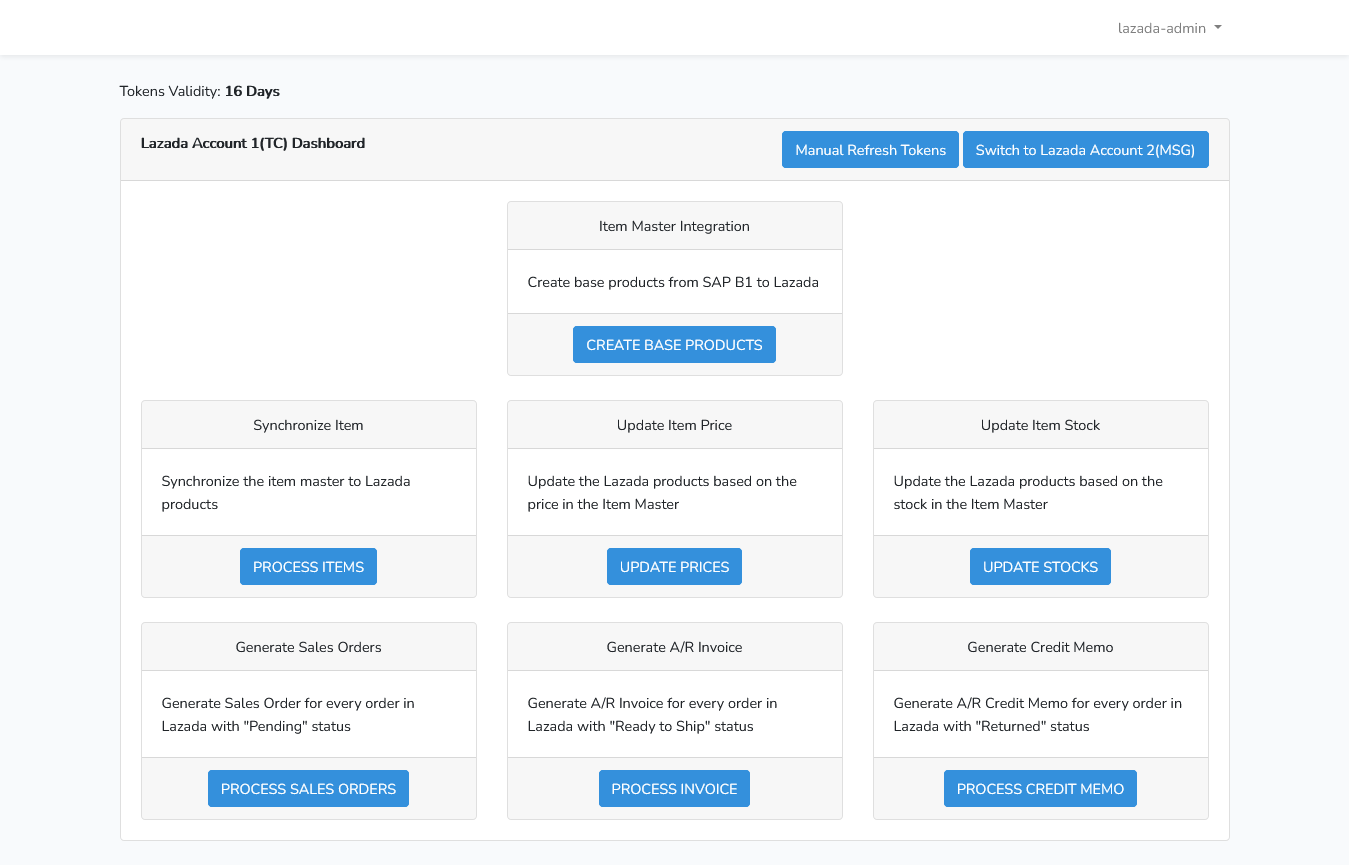 lazada-admin
Tokens Validity: 16 Days
Lazada Account 1(TC) Dashboard
Manual Refresh Tokens
Switch to Lazada Account 2(MSG)
Item Master Integration
Create base products from SAP B1 to Lazada
CREATE BASE PRODUCTS
Synchronize Item
Synchronize the item master to Lazada
products
PROCESS ITEMS
Update Item Price
Update the Lazada products based on the
price in the Item Master
UPDATE PRICES
Update Item Stock
Update the Lazada products based on the
stock in the Item Master
UPDATE STOCKS
Generate Sales Orders
Generate Sales Order for every order in
Lazada with "Pending" status
PROCESS SALES ORDERS
Generate A/R Invoice
Generate A/R Invoice for every order in
Lazada with "Ready to Ship" status
PROCESS INVOICE
Generate Credit Memo
Generate A/R Credit Memo for every order in
Lazada with "Returned" status
PROCESS CREDIT MEMO